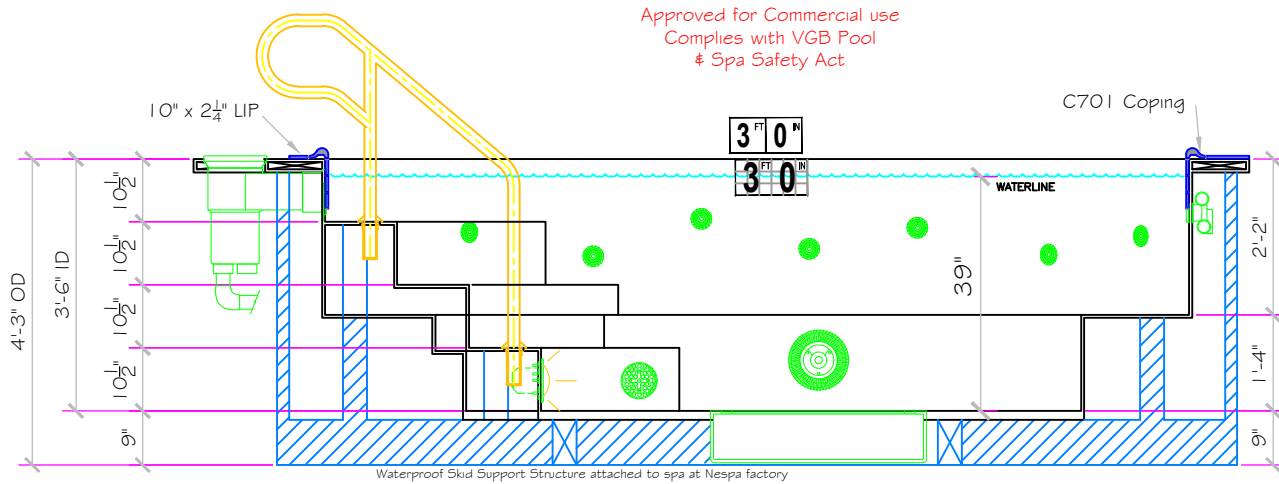 Approved for Commercial use
Complies with VGB Pool
& Spa Safety Act
10" x 2¼" LIP
C701 Coping
3 FT 0 IN
3 FT 0 IN
WATERLINE
4'-3" OD
3'-6" ID
10½"
10½"
10½"
10½"
9"
39"
2'-2"
1'-4"
9"
Waterproof Skid Support Structure attached to spa at Nespa factory